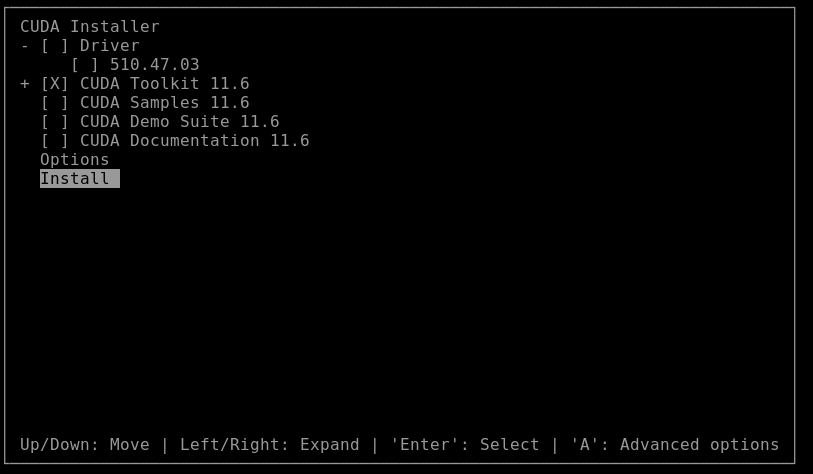 CUDA Installer
- [ ] Driver
[ ] 510.47.03
+ [X] CUDA Toolkit 11.6
[ ] CUDA Samples 11.6
[ ] CUDA Demo Suite 11.6
[ ] CUDA Documentation 11.6
Options
Install
Up/Down: Move | Left/Right: Expand | 'Enter': Select | 'A': Advanced options